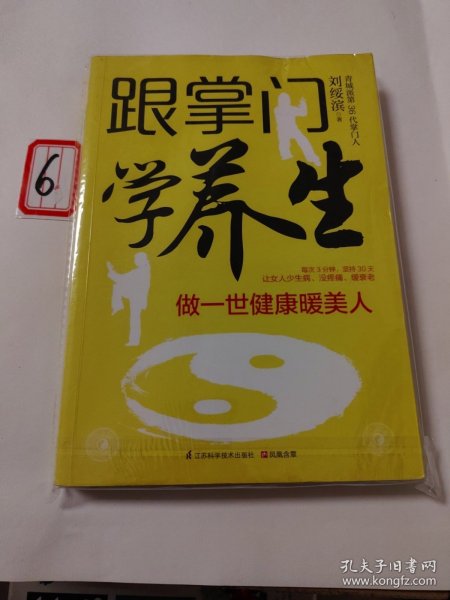 跟掌门
学养生
青城派第36代掌门人
刘绥滨 著
6
每次3分钟，坚持30天
让女人少生病、没疼痛、缓衰老
做一世健康暖美人
江苏科学技术出版社 凤凰含章
孔夫子旧书网
www.kongfz.com